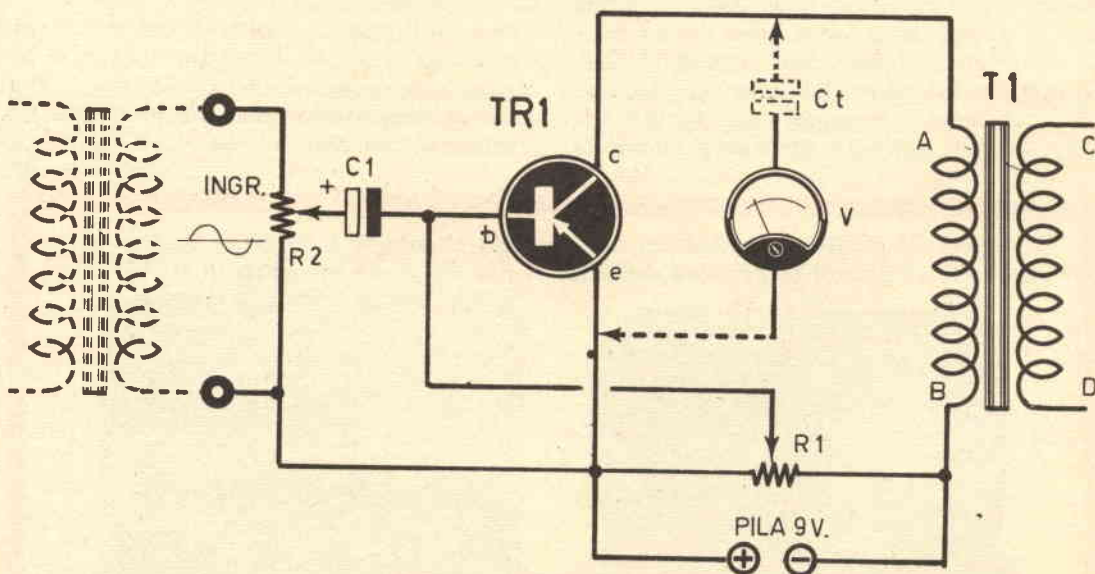 TR1
c
b
e
C1
+
INGR.
R2
Ct
V
T1
A
B
C
D
R1
PILA 9V.
+ −